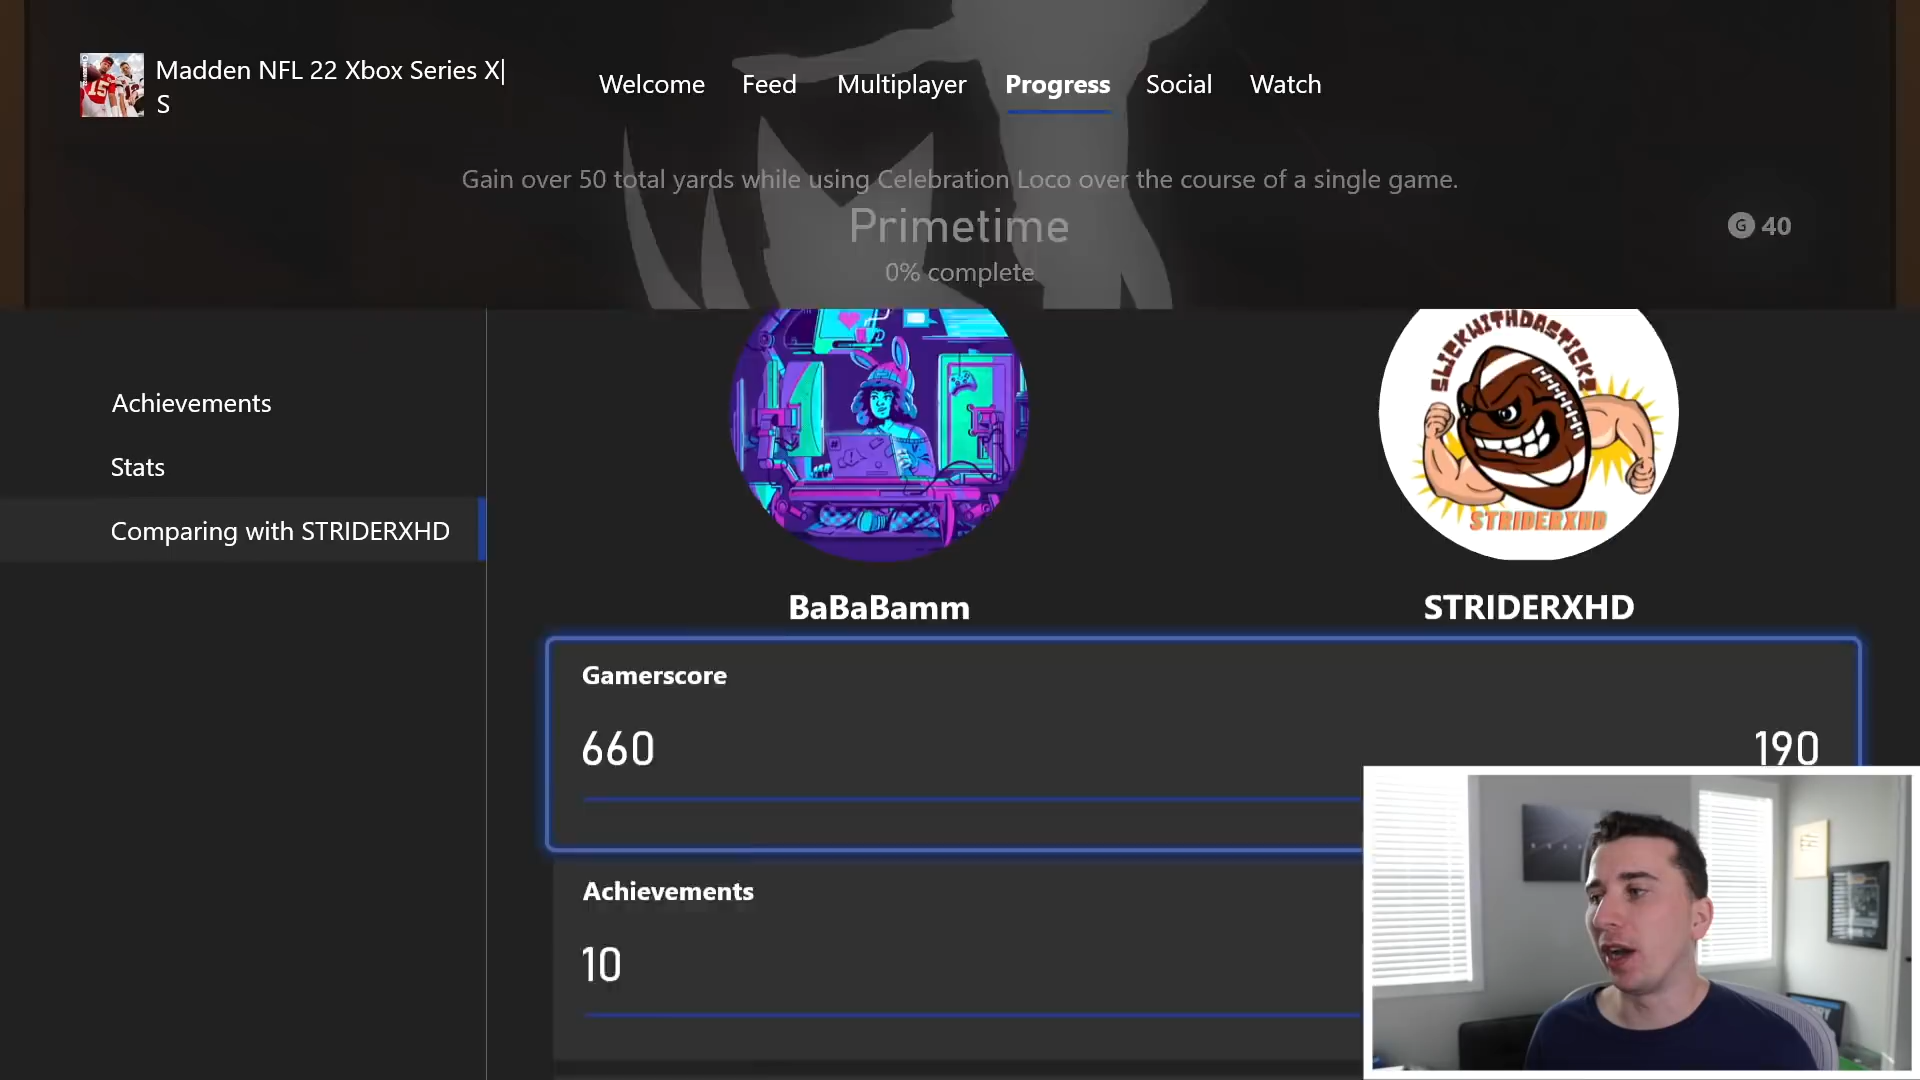 Madden NFL 22 Xbox Series X|
S
Welcome
Feed
Multiplayer
Progress
Social
Watch
Gain over 50 total yards while using Celebration Loco over the course of a single game.
Primetime
G 40
0% complete
Achievements
Stats
Comparing with STRIDERXHD
SLICKWITHDASTICKZ
STRIDERXHD
BaBaBamm
STRIDERXHD
Gamerscore
660
190
Achievements
10